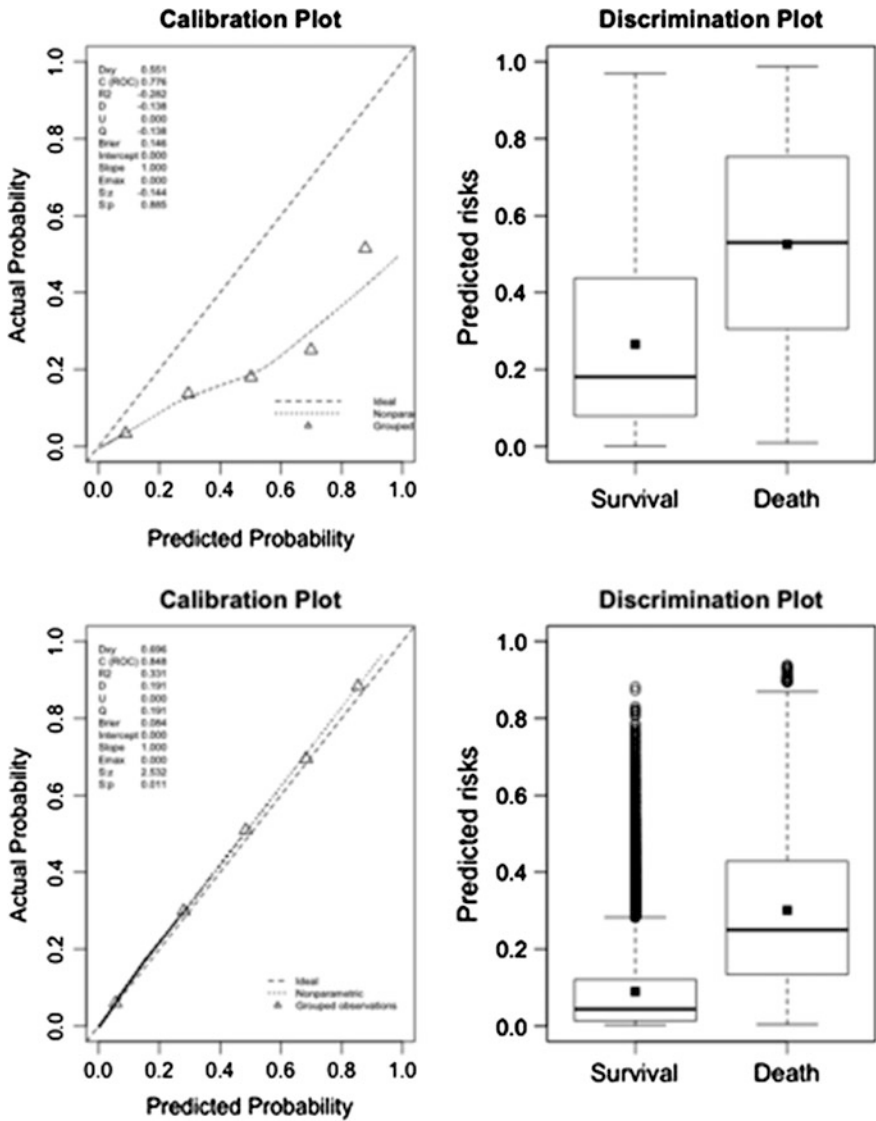 Calibration Plot
Actual Probability
1.0
0.8
0.6
0.4
0.2
0.0
Dxy 0.551
C (ROC) 0.776
R2 -0.282
D -0.138
U 0.000
Q -0.138
Brier 0.146
Intercept 0.000
Slope 1.000
Emax 0.000
S:z -0.144
S:p 0.885
Ideal
Nonpara
Grouped
0.0 0.2 0.4 0.6 0.8 1.0
Predicted Probability
Discrimination Plot
Predicted risks
1.0
0.8
0.6
0.4
0.2
0.0
Survival Death
Calibration Plot
Actual Probability
1.0
0.8
0.6
0.4
0.2
0.0
Dxy 0.696
C (ROC) 0.848
R2 0.331
D 0.191
U 0.000
Q 0.191
Brier 0.084
Intercept 0.000
Slope 1.000
Emax 0.000
S:z 2.532
S:p 0.011
Ideal
Nonparametric
Grouped observations
0.0 0.2 0.4 0.6 0.8 1.0
Predicted Probability
Discrimination Plot
Predicted risks
1.0
0.8
0.6
0.4
0.2
0.0
Survival Death